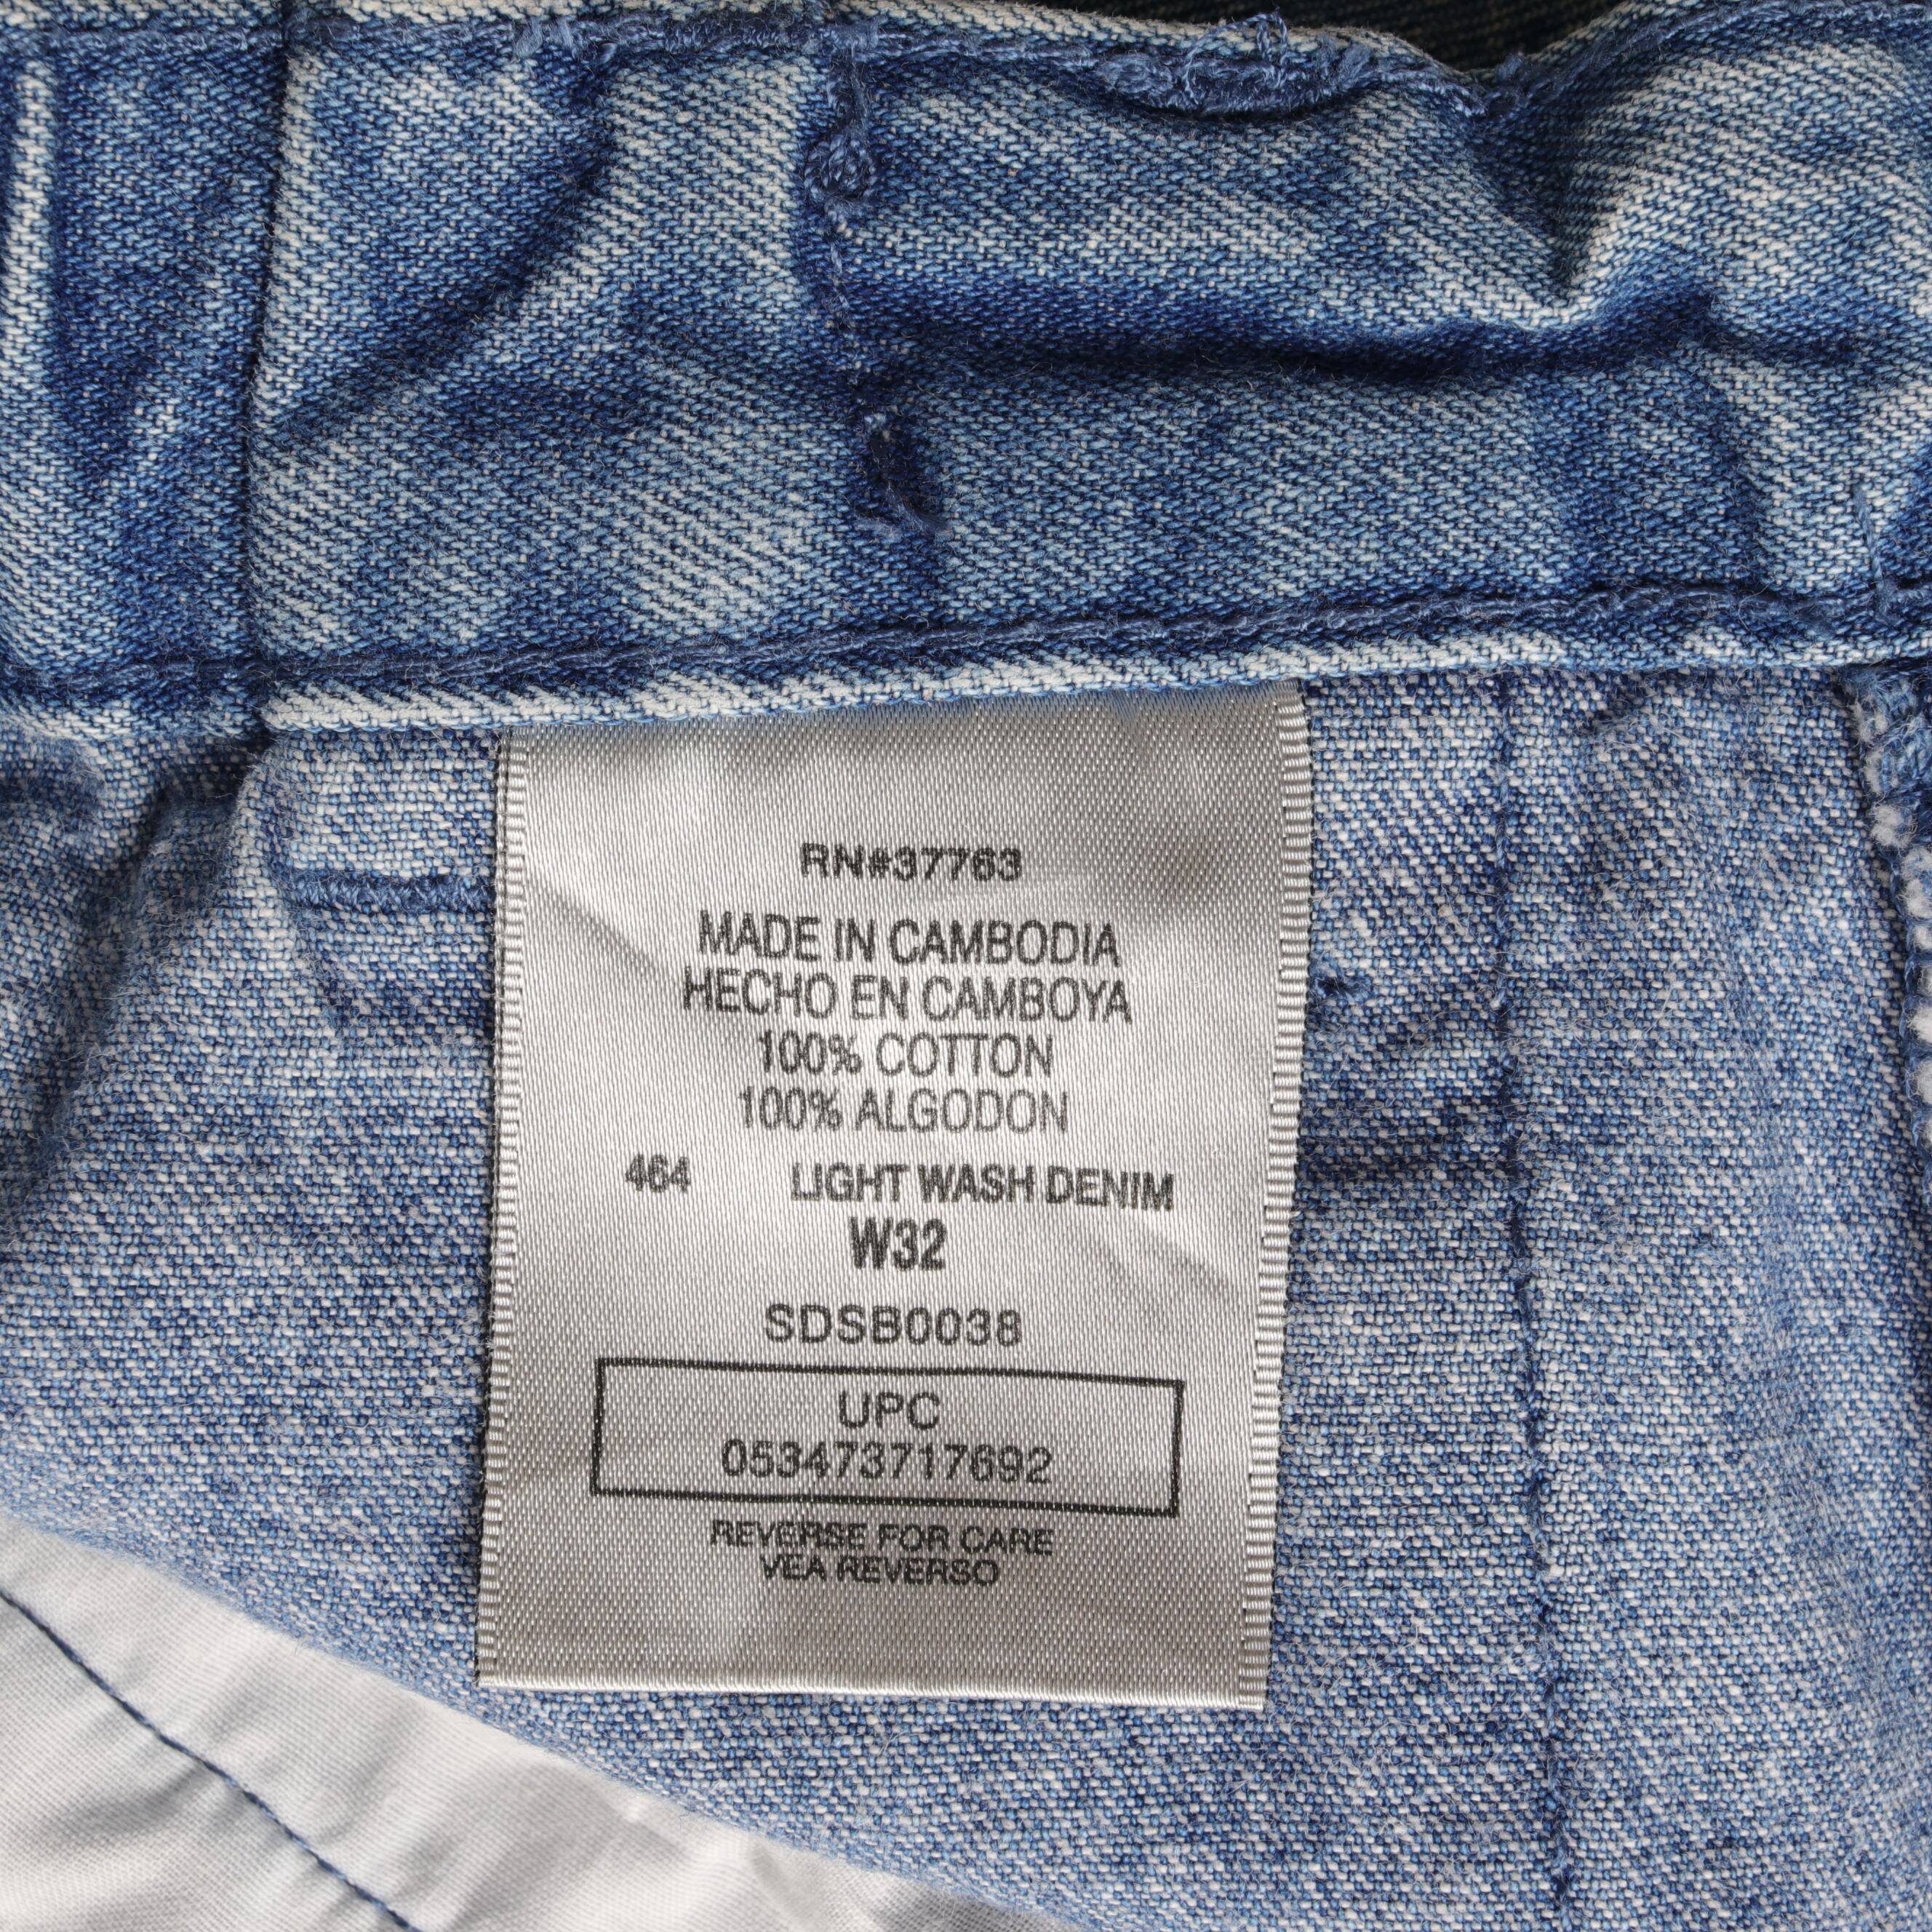 RN#37763
MADE IN CAMBODIA
HECHO EN CAMBOYA
100% COTTON
100% ALGODON
464 LIGHT WASH DENIM
W32
SDSB0038
UPC
053473717692
REVERSE FOR CARE
VEA REVERSO